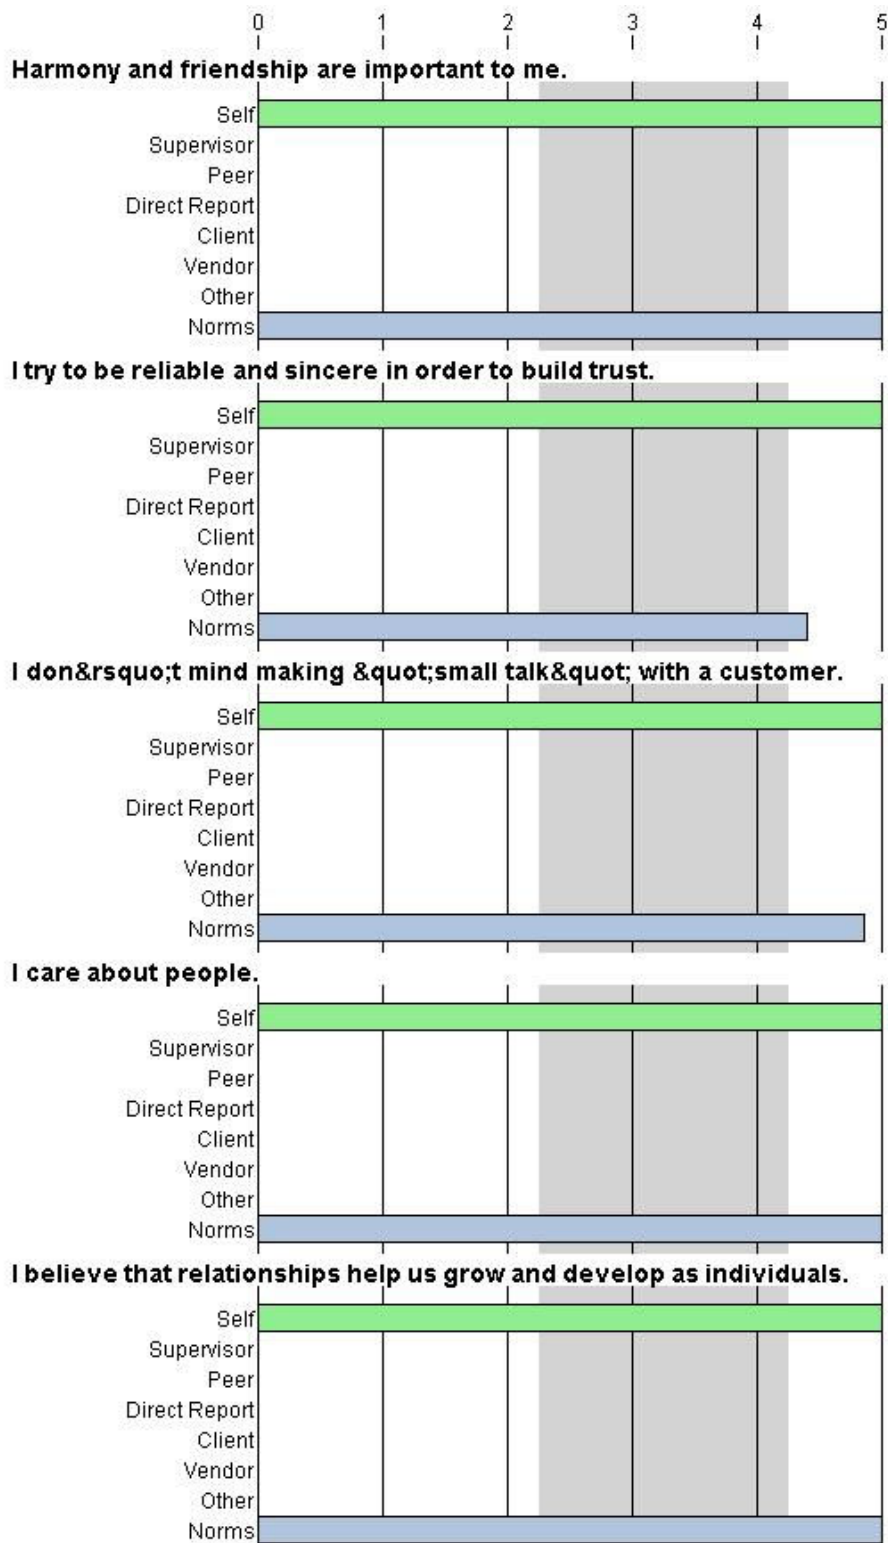 0 1 2 3 4 5
Harmony and friendship are important to me.
Self
Supervisor
Peer
Direct Report
Client
Vendor
Other
Norms
I try to be reliable and sincere in order to build trust.
Self
Supervisor
Peer
Direct Report
Client
Vendor
Other
Norms
I don&rsquo;t mind making &quot;small talk&quot; with a customer.
Self
Supervisor
Peer
Direct Report
Client
Vendor
Other
Norms
I care about people.
Self
Supervisor
Peer
Direct Report
Client
Vendor
Other
Norms
I believe that relationships help us grow and develop as individuals.
Self
Supervisor
Peer
Direct Report
Client
Vendor
Other
Norms